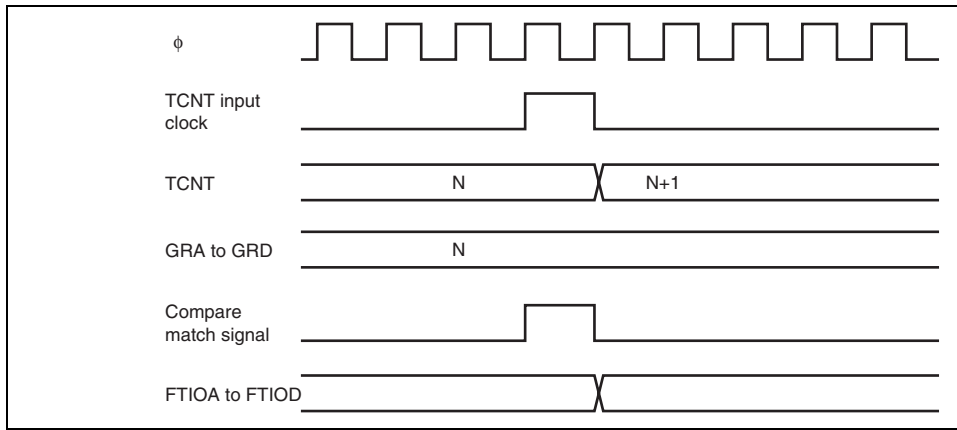 ϕ
TCNT input
clock
TCNT
N
N+1
GRA to GRD
N
Compare
match signal
FTIOA to FTIOD